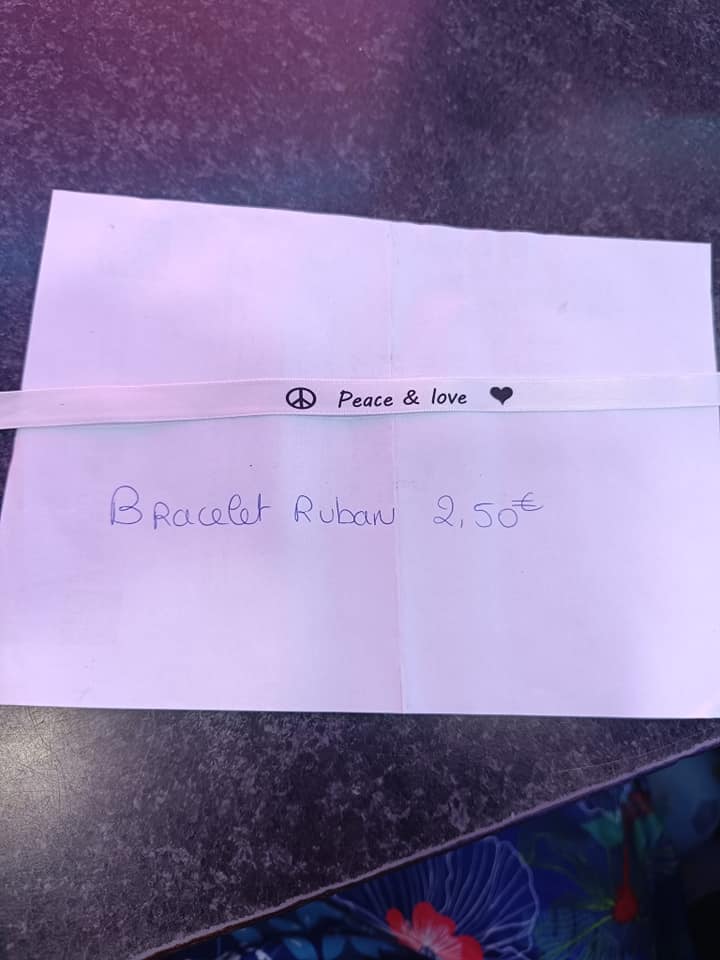 ☮ Peace & love ♥
Bracelet Ruban 2,50€